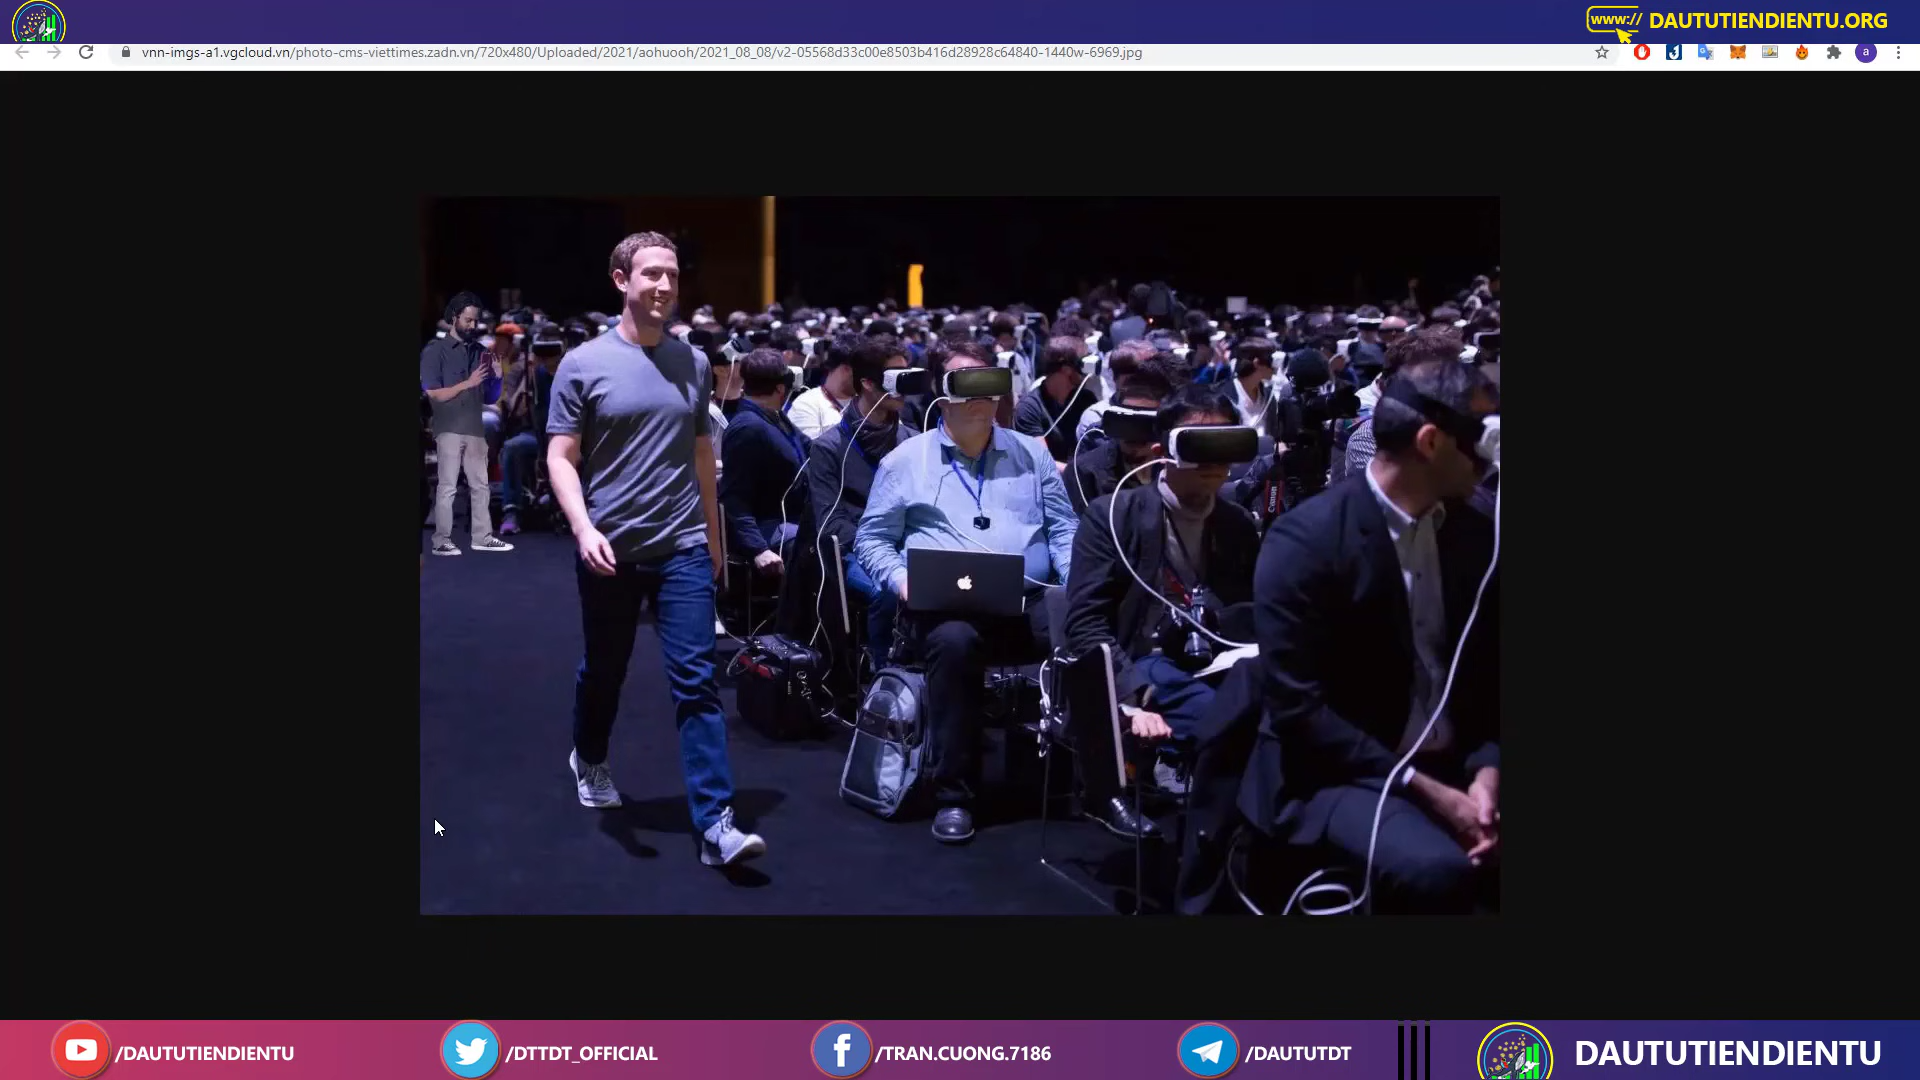 www:// DAUTUTIENDIENTU.ORG
vnn-imgs-a1.vgcloud.vn/photo-cms-viettimes.zadn.vn/720x480/Uploaded/2021/aohuooh/2021_08_08/v2-05568d33c00e8503b416d28928c64840-1440w-6969.jpg
a
Canon
/DAUTUTIENDIENTU
/DTTDT_OFFICIAL
/TRAN.CUONG.7186
/DAUTUTDT
DAUTUTIENDIENTU